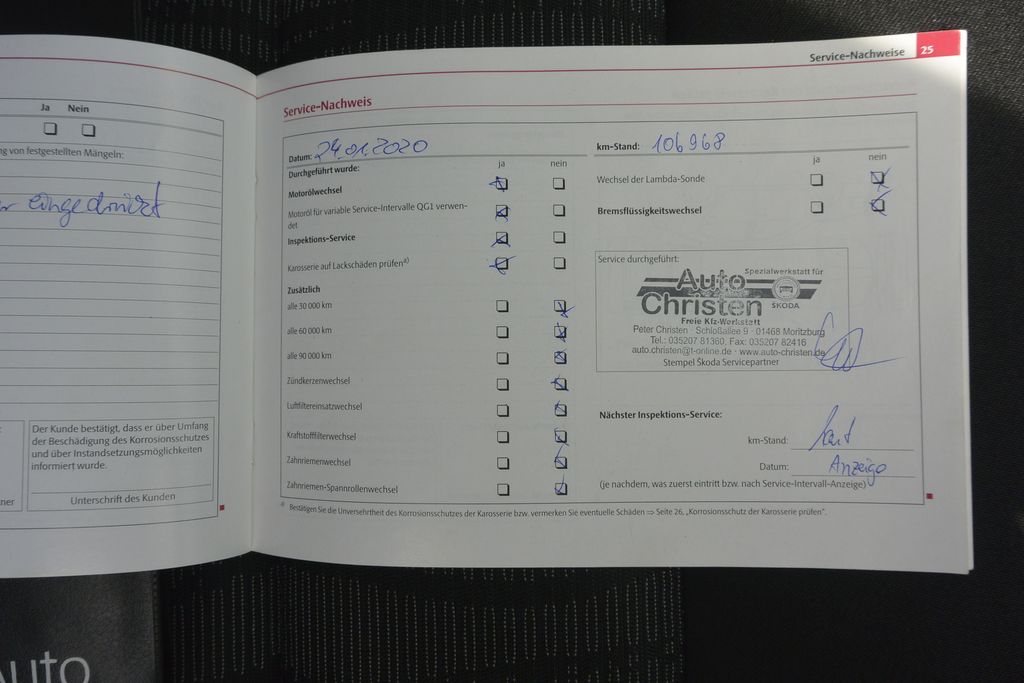 Ja Nein
ng von festgestellten Mängeln:
Der Kunde bestätigt, dass er über Umfang
der Beschädigung des Korrosionsschutzes
und über Instandsetzungsmöglichkeiten
informiert wurde.
Unterschrift des Kunden
ner
Auto
Service-Nachweise 25
Service-Nachweis
Datum: 24.01.2020
km-Stand: 106968
Durchgeführt wurde: ja nein
ja nein
Motorölwechsel
Motoröl für variable Service-Intervalle QG1 verwen-
det
Inspektions-Service
Karosserie auf Lackschäden prüfen a)
Zusätzlich
alle 30 000 km
alle 60 000 km
alle 90 000 km
Zündkerzenwechsel
Luftfiltereinsatzwechsel
Kraftstofffilterwechsel
Zahnriemenwechsel
Zahnriemen-Spannrollenwechsel
Wechsel der Lambda-Sonde
Bremsflüssigkeitswechsel
Service durchgeführt:
Auto Christen
Spezialwerkstatt für
ŠKODA
Freie Kfz-Werkstatt
Peter Christen · Schloßallee 9 · 01468 Moritzburg
Tel.: 035207 81360, Fax: 035207 82416
auto.christen@t-online.de · www.auto-christen.de
Stempel Škoda Servicepartner
Nächster Inspektions-Service:
km-Stand: laut
Datum: Anzeige
(je nachdem, was zuerst eintritt bzw. nach Service-Intervall-Anzeige)
a) Bestätigen Sie die Unversehrtheit des Korrosionsschutzes der Karosserie bzw. vermerken Sie eventuelle Schäden ⇒ Seite 26, „Korrosionsschutz der Karosserie prüfen“.